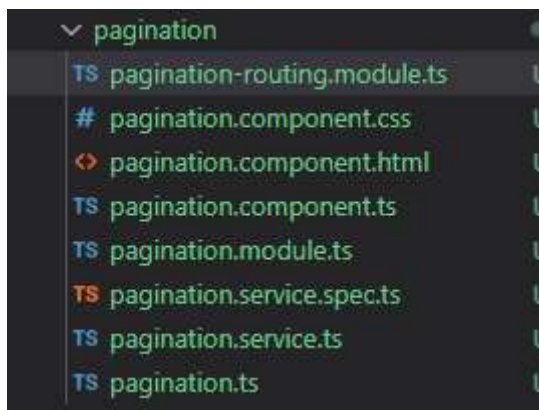 pagination
TS pagination-routing.module.ts U
# pagination.component.css U
<> pagination.component.html U
TS pagination.component.ts U
TS pagination.module.ts U
TS pagination.service.spec.ts U
TS pagination.service.ts U
TS pagination.ts U